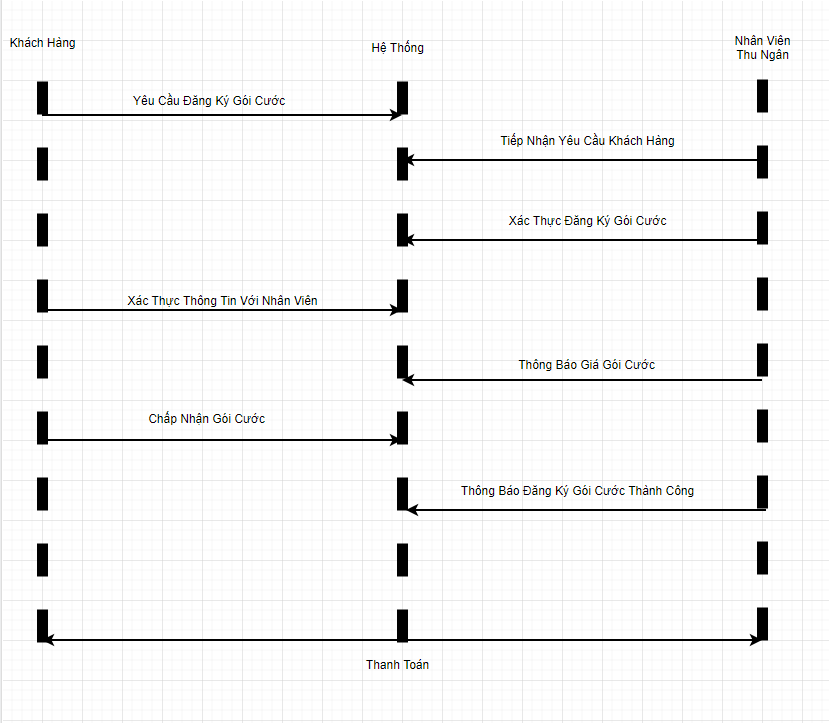 Khách Hàng
Hệ Thống
Nhân Viên
Thu Ngân
Yêu Cầu Đăng Ký Gói Cước
Tiếp Nhận Yêu Cầu Khách Hàng
Xác Thực Đăng Ký Gói Cước
Xác Thực Thông Tin Với Nhân Viên
Thông Báo Giá Gói Cước
Chấp Nhận Gói Cước
Thông Báo Đăng Ký Gói Cước Thành Công
Thanh Toán